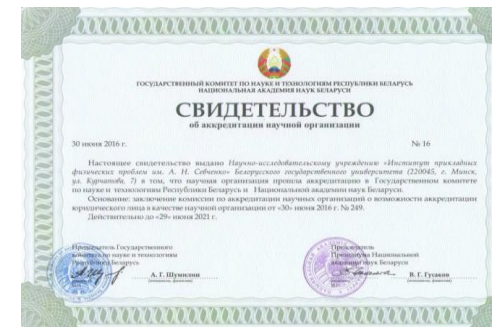 ГОСУДАРСТВЕННЫЙ КОМИТЕТ ПО НАУКЕ И ТЕХНОЛОГИЯМ РЕСПУБЛИКИ БЕЛАРУСЬ
НАЦИОНАЛЬНАЯ АКАДЕМИЯ НАУК БЕЛАРУСИ
СВИДЕТЕЛЬСТВО
об аккредитации научной организации
30 июня 2016 г. № 16
Настоящее свидетельство выдано Научно-исследовательскому учреждению «Институт прикладных
физических проблем им. А. Н. Севченко» Белорусского государственного университета (220045, г. Минск,
ул. Курчатова, 7) в том, что научная организация прошла аккредитацию в Государственном комитете
по науке и технологиям Республики Беларусь и Национальной академии наук Беларуси.
Основание: заключение комиссии по аккредитации научных организаций о возможности аккредитации
юридического лица в качестве научной организации от «30» июня 2016 г. № 249.
Действительно до «29» июня 2021 г.
Председатель Государственного
комитета по науке и технологиям
Республики Беларусь
А. Г. Шумилин
Председатель
Президиума Национальной
академии наук Беларуси
В. Г. Гусаков